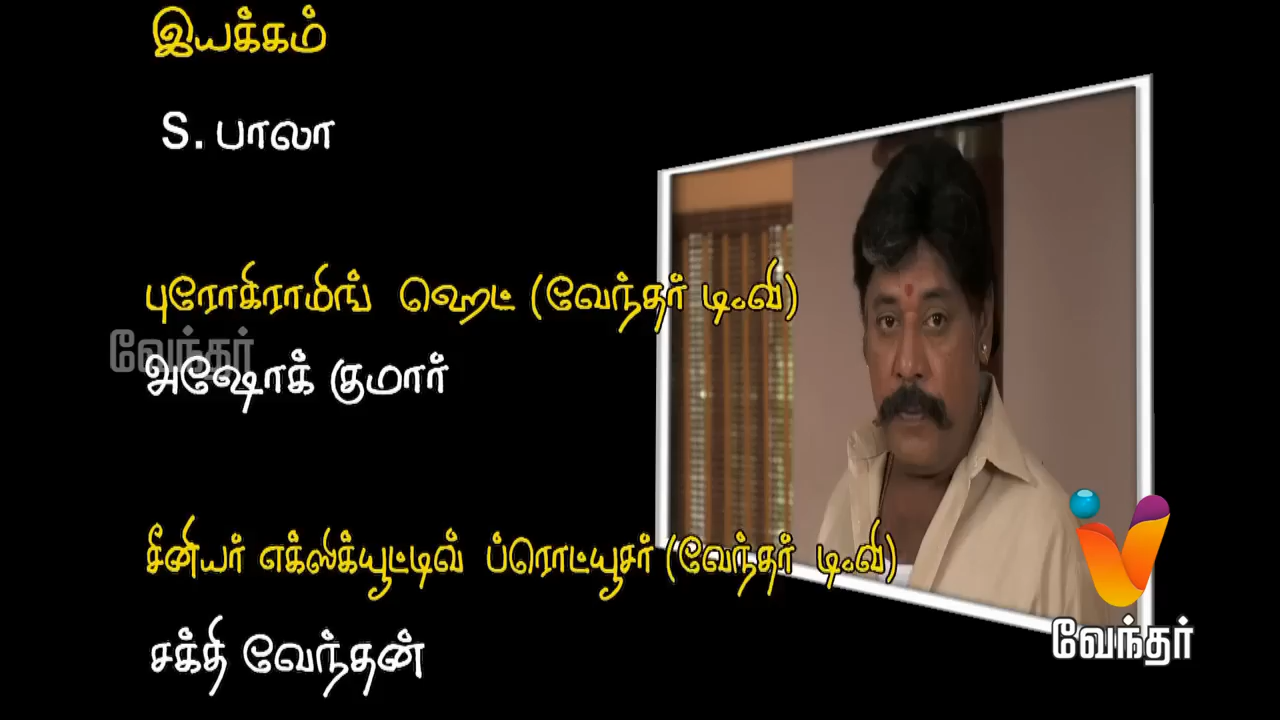 இயக்கம்
S. பாலா
புரோகிராமிங் ஹெட் (வேந்தர் டி.வி)
வேந்தர்
அஷோக் குமார்
சீனியர் எக்ஸிக்யூட்டிவ் ப்ரொட்யூசர் (வேந்தர் டி.வி)
சக்தி வேந்தன்
வேந்தர்